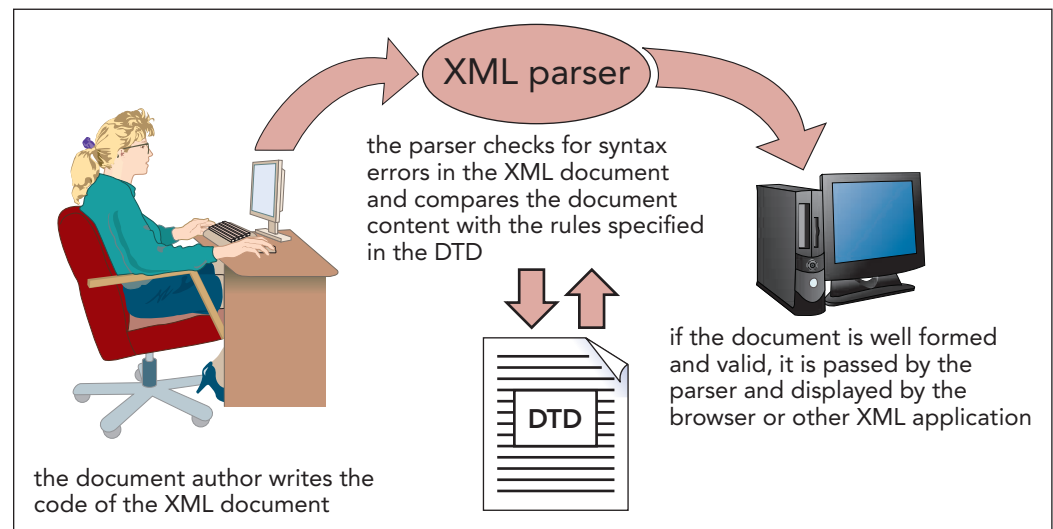 XML parser
the parser checks for syntax
errors in the XML document
and compares the document
content with the rules specified
in the DTD
DTD
if the document is well formed
and valid, it is passed by the
parser and displayed by the
browser or other XML application
the document author writes the
code of the XML document